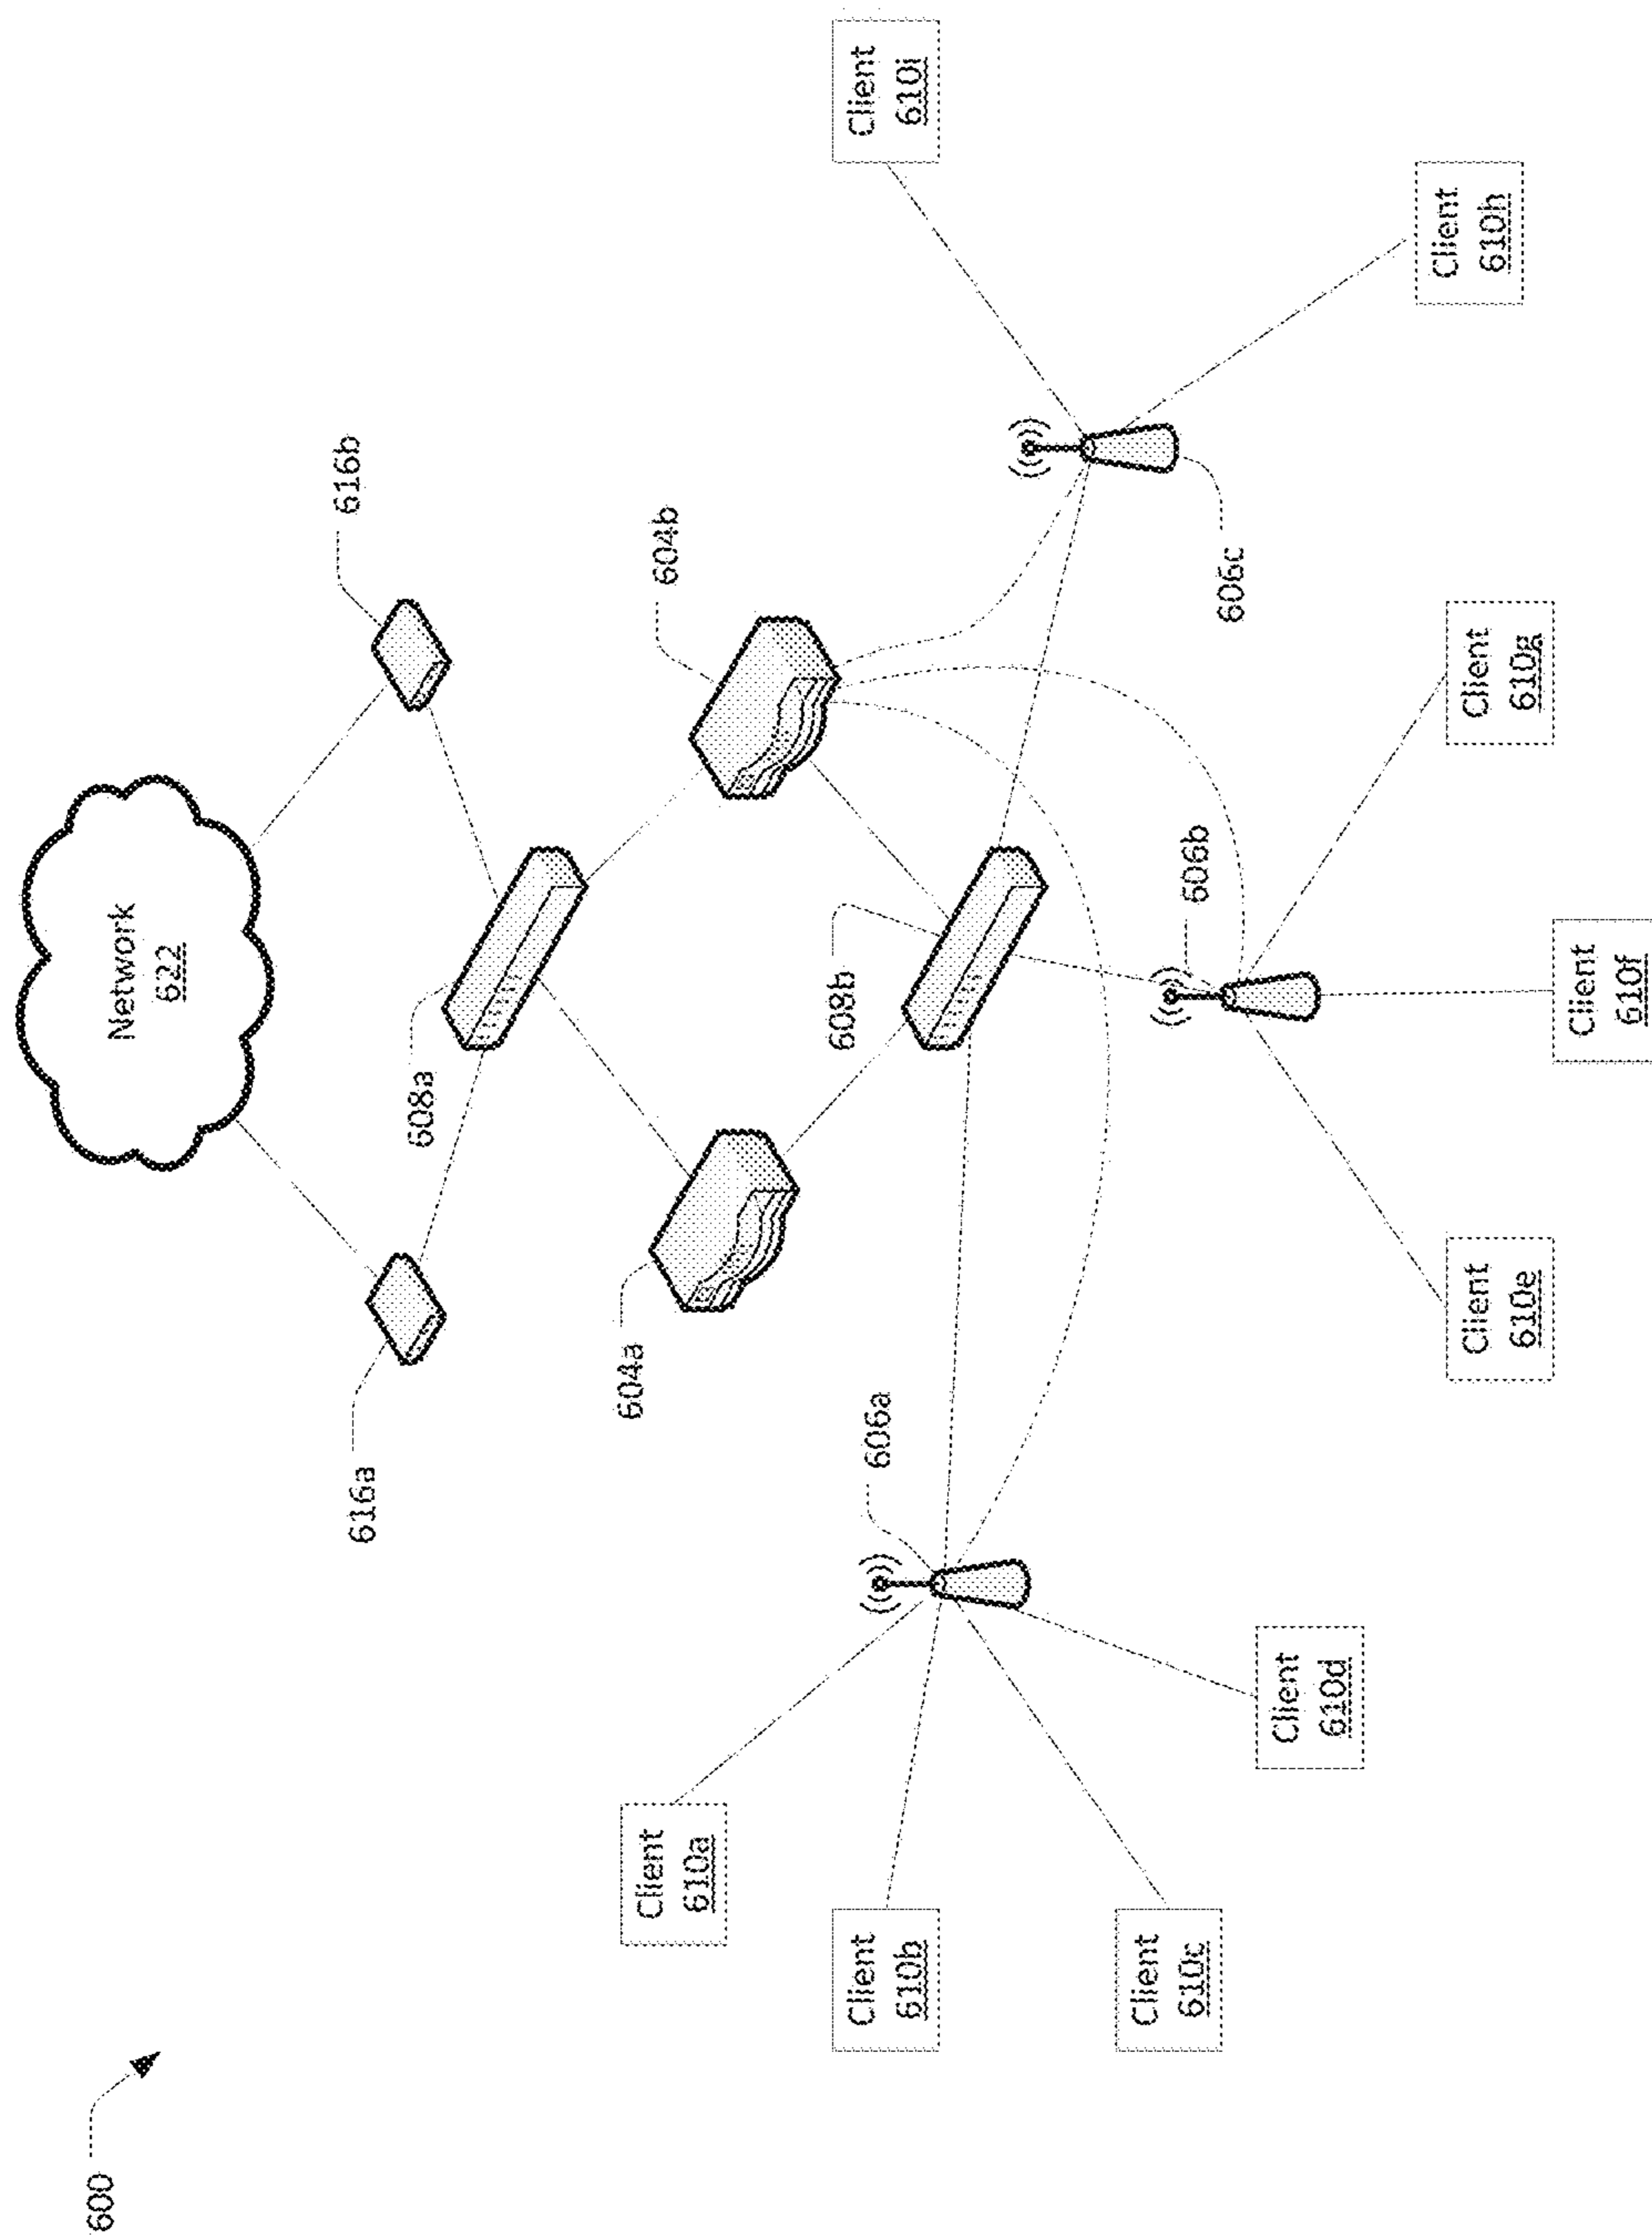 600
Network
622
616a
616b
608a
604a
604b
608b
606a
606b
606c
Client
610a
Client
610b
Client
610c
Client
610d
Client
610e
Client
610f
Client
610g
Client
610h
Client
610i